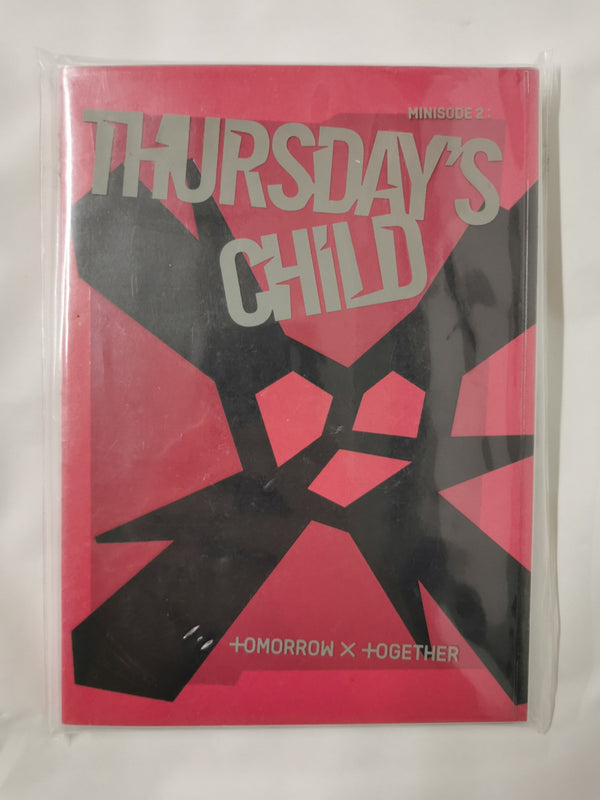 MINISODE 2:
THURSDAY'S
CHiLD
TOMORROW X TOGETHER